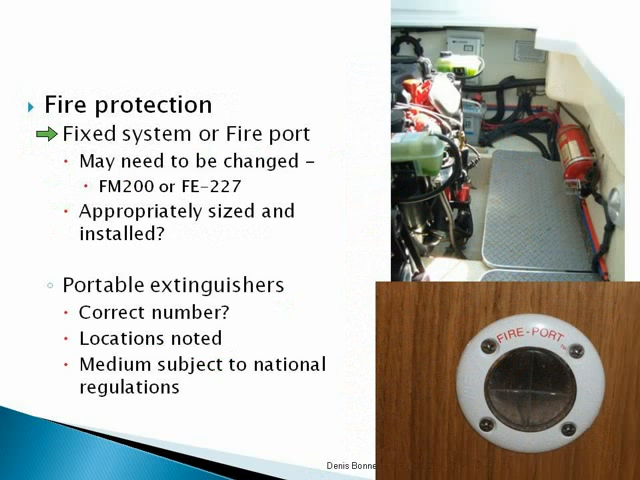 Fire protection
Fixed system or Fire port
May need to be changed –
FM200 or FE-227
Appropriately sized and
installed?
Portable extinguishers
Correct number?
Locations noted
Medium subject to national
regulations
FIRE-PORT
Denis Bonne